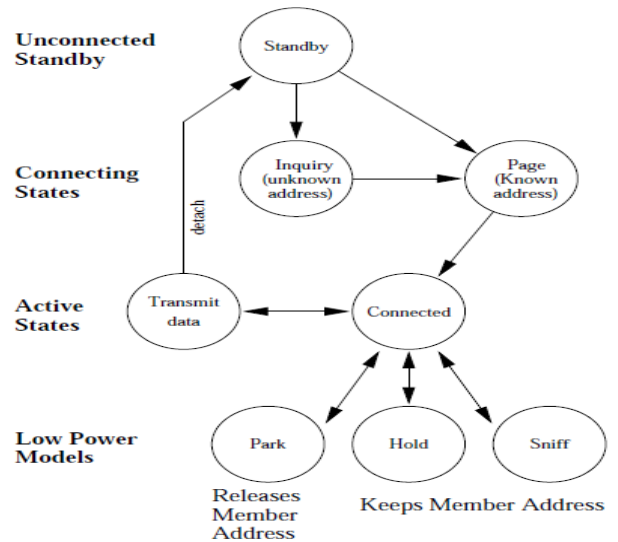 Unconnected
Standby
Standby
Connecting
States
Inquiry
(unknown
address)
Page
(Known
address)
detach
Active
States
Transmit
data
Connected
Low Power
Models
Park
Hold
Sniff
Releases
Member
Address
Keeps Member Address